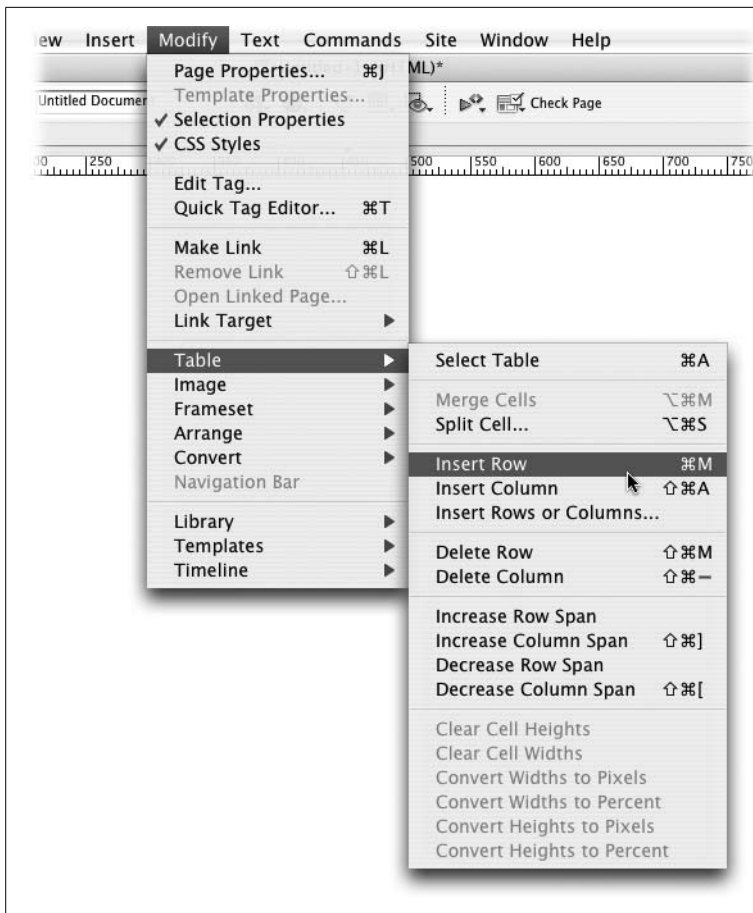 Insert Modify Text Commands Site Window Help
Page Properties... ⌘J
ML)*
Template Properties...
Untitled Documen
Check Page
✓ Selection Properties
✓ CSS Styles
250 500 550 600 650 700 750
Edit Tag...
Quick Tag Editor... ⌘T
Make Link ⌘L
Remove Link ⇧⌘L
Open Linked Page...
Link Target ▶
Table ▶
Image ▶
Frameset ▶
Arrange ▶
Convert ▶
Navigation Bar
Library ▶
Templates ▶
Timeline ▶
Select Table ⌘A
Merge Cells ⌥⌘M
Split Cell... ⌥⌘S
Insert Row ⌘M
Insert Column ⇧⌘A
Insert Rows or Columns...
Delete Row ⇧⌘M
Delete Column ⇧⌘—
Increase Row Span
Increase Column Span ⇧⌘]
Decrease Row Span
Decrease Column Span ⇧⌘[
Clear Cell Heights
Clear Cell Widths
Convert Widths to Pixels
Convert Widths to Percent
Convert Heights to Pixels
Convert Heights to Percent